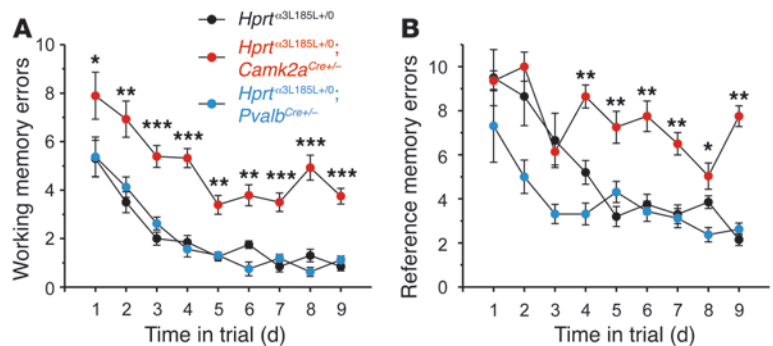 A
Hprtα3L185L+/0
Hprtα3L185L+/0;
Camk2aCre+/–
Hprtα3L185L+/0;
PvalbCre+/–
Working memory errors
10
8
6
4
2
0
* ** *** *** ** ** *** *** ***
1 2 3 4 5 6 7 8 9
Time in trial (d)
B
Reference memory errors
10
8
6
4
2
0
** ** ** ** * **
1 2 3 4 5 6 7 8 9
Time in trial (d)